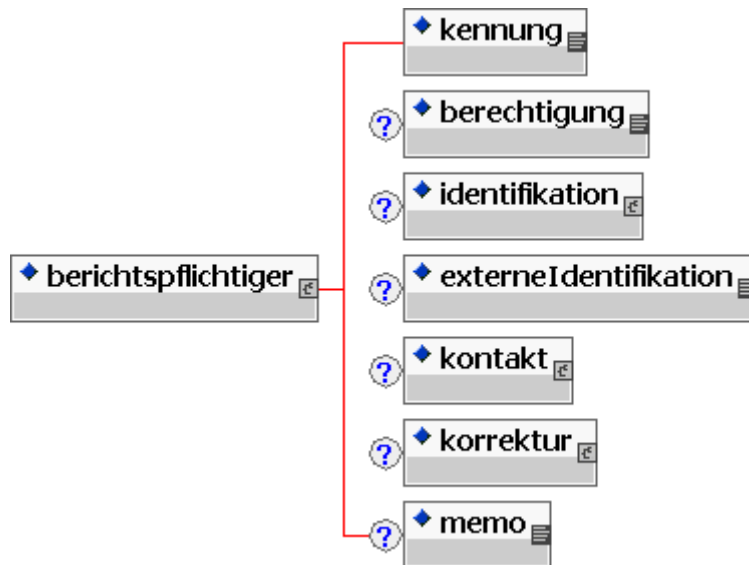 kennung
? berechtigung
? identifikation
berichtspflichtiger
? externeIdentifikation
? kontakt
? korrektur
? memo